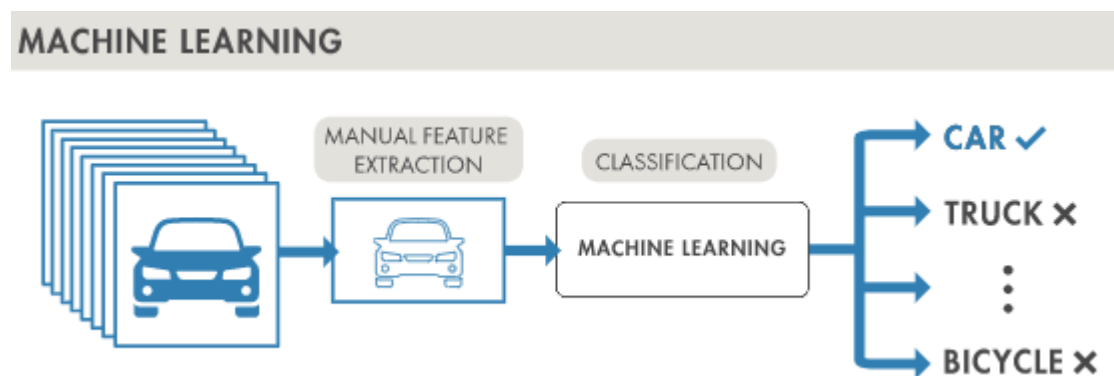 MACHINE LEARNING
MANUAL FEATURE
EXTRACTION
CLASSIFICATION
MACHINE LEARNING
CAR ✓
TRUCK ✕
⋮
BICYCLE ✕